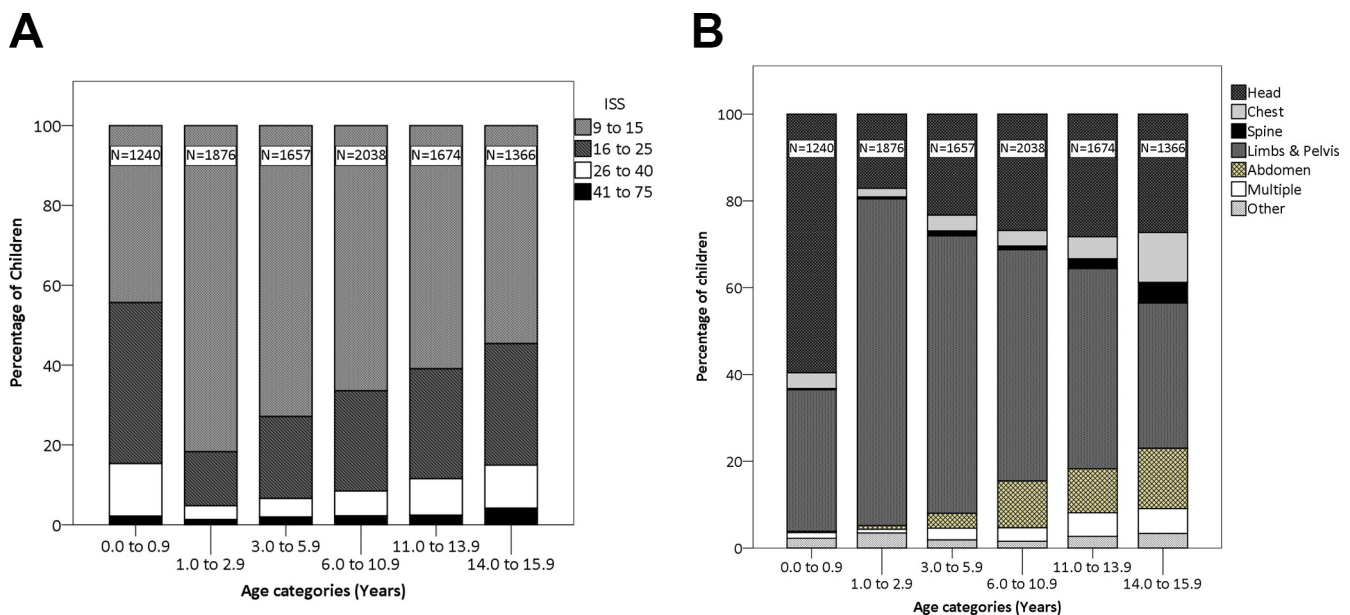 A
ISS
9 to 15
16 to 25
26 to 40
41 to 75
100
80
60
40
20
0
N=1240 N=1876 N=1657 N=2038 N=1674 N=1366
Percentage of Children
0.0 to 0.9 3.0 to 5.9 11.0 to 13.9
1.0 to 2.9 6.0 to 10.9 14.0 to 15.9
Age categories (Years)
B
Head
Chest
Spine
Limbs & Pelvis
Abdomen
Multiple
Other
100
80
60
40
20
0
N=1240 N=1876 N=1657 N=2038 N=1674 N=1366
Percentage of children
0.0 to 0.9 3.0 to 5.9 11.0 to 13.9
1.0 to 2.9 6.0 to 10.9 14.0 to 15.9
Age categories (Years)